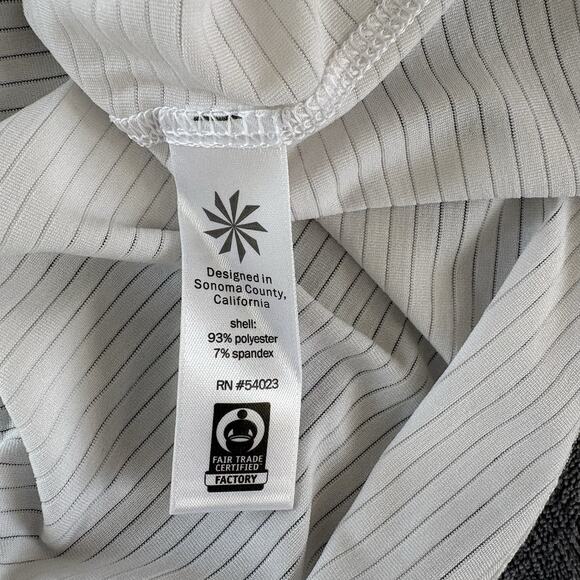 Designed in
Sonoma County,
California
shell:
93% polyester
7% spandex
RN #54023
FAIR TRADE
CERTIFIED
FACTORY